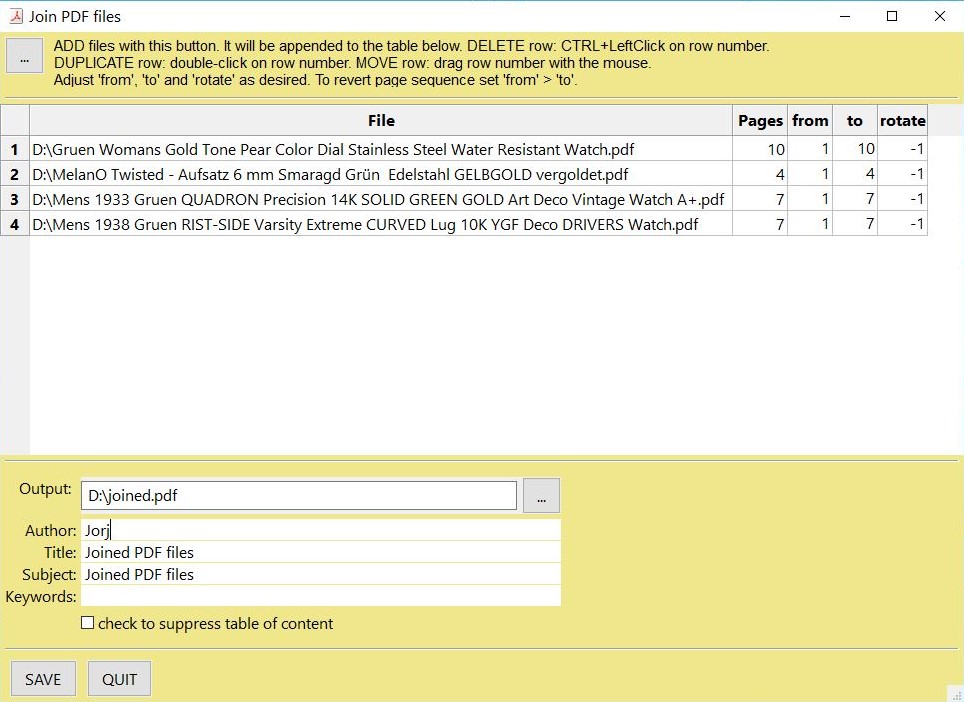 Join PDF files
...
ADD files with this button. It will be appended to the table below. DELETE row: CTRL+LeftClick on row number.
DUPLICATE row: double-click on row number. MOVE row: drag row number with the mouse.
Adjust 'from', 'to' and 'rotate' as desired. To revert page sequence set 'from' > 'to'.
File Pages from to rotate
1 D:\Gruen Womans Gold Tone Pear Color Dial Stainless Steel Water Resistant Watch.pdf 10 1 10 -1
2 D:\MelanO Twisted - Aufsatz 6 mm Smaragd Grün  Edelstahl GELBGOLD vergoldet.pdf 4 1 4 -1
3 D:\Mens 1933 Gruen QUADRON Precision 14K SOLID GREEN GOLD Art Deco Vintage Watch A+.pdf 7 1 7 -1
4 D:\Mens 1938 Gruen RIST-SIDE Varsity Extreme CURVED Lug 10K YGF Deco DRIVERS Watch.pdf 7 1 7 -1
Output: D:\joined.pdf ...
Author: Jorj
Title: Joined PDF files
Subject: Joined PDF files
Keywords:
check to suppress table of content
SAVE QUIT